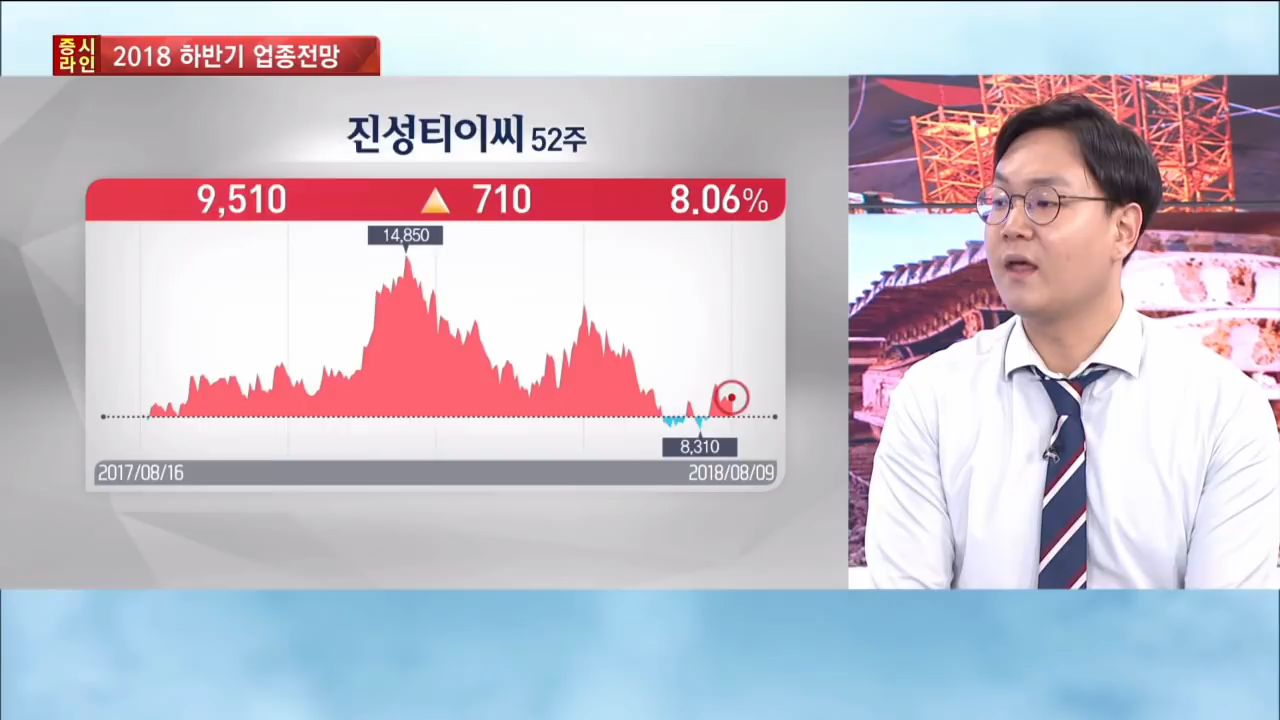 증시
라인
2018 하반기 업종전망
진성티이씨 52주
9,510 ▲ 710 8.06%
14,850
8,310
2017/08/16 2018/08/09